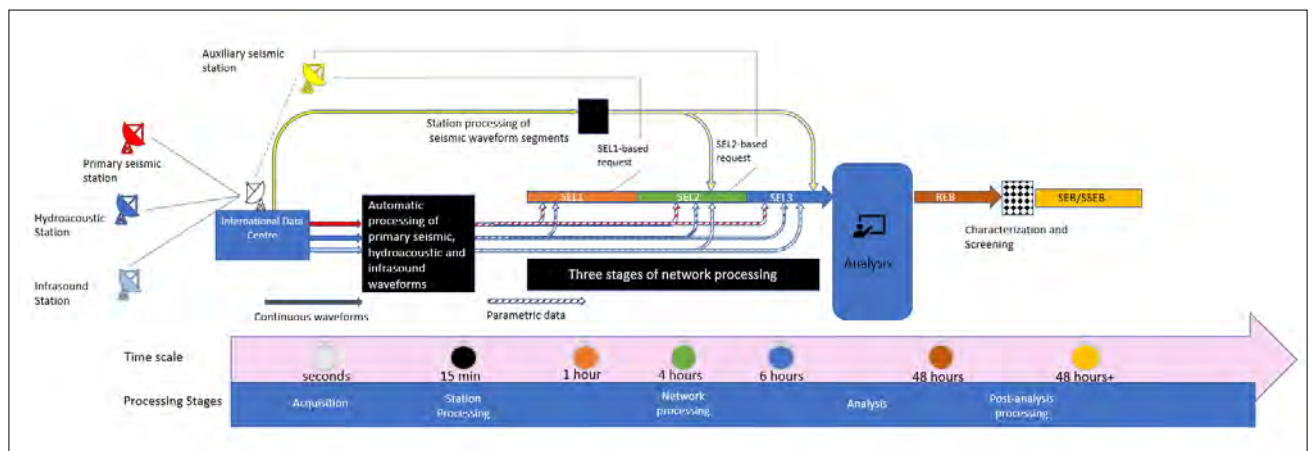 Auxiliary seismic
station
Station processing of
seismic waveform segments
SEL1-based
request
SEL2-based
request
Primary seismic
station
Hydroacoustic
Station
Infrasound
Station
International Data
Centre
Automatic
processing of
primary seismic,
hydroacoustic and
infrasound
waveforms
SEL1
SEL2
SEL3
Three stages of network processing
Analysis
REB
SEB/SSEB
Characterization and
Screening
Continuous waveforms
Parametric data
Time scale
seconds
15 min
1 hour
4 hours
6 hours
48 hours
48 hours+
Processing Stages
Acquisition
Station
Processing
Network
processing
Analysis
Post-analysis
processing